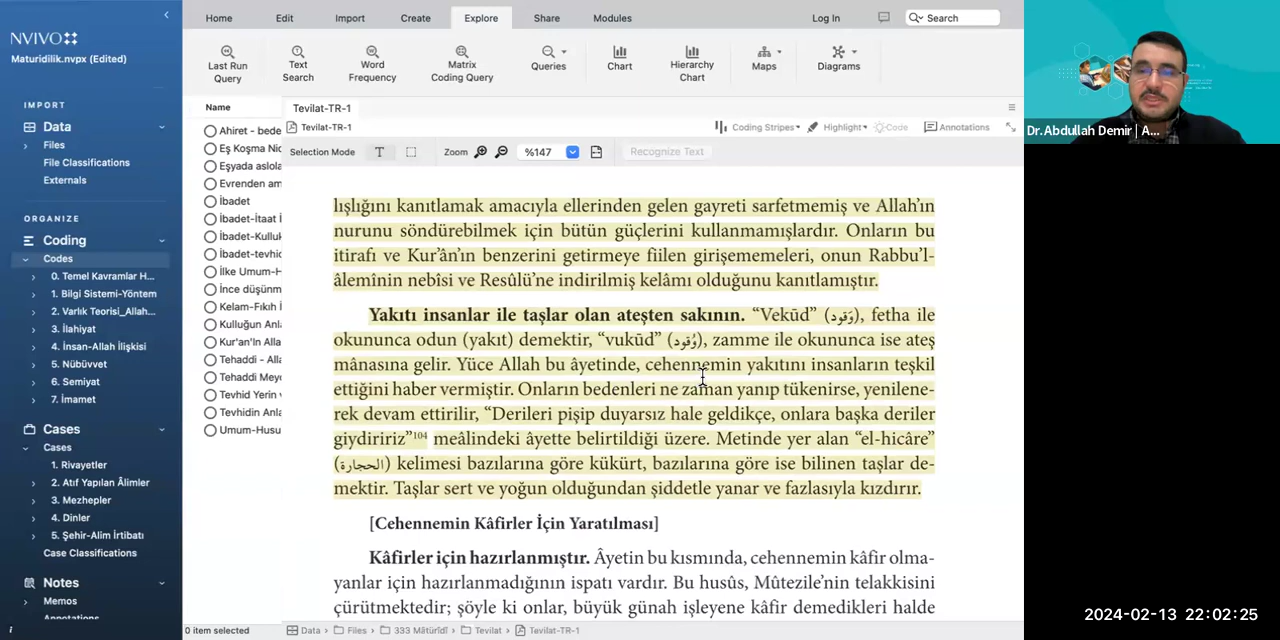 NVIVO
Maturidilik.nvpx (Edited)
IMPORT
Data
Files
File Classifications
Externals
ORGANIZE
Coding
Codes
0. Temel Kavramlar H...
1. Bilgi Sistemi-Yöntem
2. Varlık Teorisi_Allah...
3. İlahiyat
4. İnsan-Allah İlişkisi
5. Nübüvvet
6. Semiyat
7. İmamet
Cases
Cases
1. Rivayetler
2. Atıf Yapılan Âlimler
3. Mezhepler
4. Dinler
5. Şehir-Alim İrtibatı
Case Classifications
Notes
Memos
Annotations
Home Edit Import Create Explore Share Modules Log In Search
Last Run Query
Text Search
Word Frequency
Matrix Coding Query
Queries
Chart
Hierarchy Chart
Maps
Diagrams
Name
Ahiret - bede
Eş Koşma Nic
Eşyada aslola
Evrenden am
İbadet
İbadet-İtaat İ
İbadet-Kulluk
İbadet-tevhic
İlke Umum-H
İnce düşünm
Kelam-Fıkıh İ
Kulluğun Anla
Kur'an'In Anla
Tehaddi - Alla
Tehaddi Mey
Tevhid Yerin v
Tevhidin Anla
Umum-Husu
0 item selected
Tevilat-TR-1
Tevilat-TR-1 Coding Stripes Highlight Code Annotations
Selection Mode T Zoom %147 Recognize Text
lışlığını kanıtlamak amacıyla ellerinden gelen gayreti sarfetmemiş ve Allah’ın
nurunu söndürebilmek için bütün güçlerini kullanmamışlardır. Onların bu
itirafı ve Kur’ân’ın benzerini getirmeye fiilen girişememeleri, onun Rabbu’l-
âlemînin nebîsi ve Resûlü’ne indirilmiş kelâmı olduğunu kanıtlamıştır.
Yakıtı insanlar ile taşlar olan ateşten sakının. “Vekūd” (وَقود), fetha ile
okununca odun (yakıt) demektir, “vukūd” (وُقود), zamme ile okununca ise ateş
mânasına gelir. Yüce Allah bu âyetinde, cehennemin yakıtını insanların teşkil
ettiğini haber vermiştir. Onların bedenleri ne zaman yanıp tükenirse, yenilene-
rek devam ettirilir, “Derileri pişip duyarsız hale geldikçe, onlara başka deriler
giydiririz”104 meâlindeki âyette belirtildiği üzere. Metinde yer alan “el-hicâre”
(الحجارة) kelimesi bazılarına göre kükürt, bazılarına göre ise bilinen taşlar de-
mektir. Taşlar sert ve yoğun olduğundan şiddetle yanar ve fazlasıyla kızdırır.
[Cehennemin Kâfirler İçin Yaratılması]
Kâfirler için hazırlanmıştır. Âyetin bu kısmında, cehennemin kâfir olma-
yanlar için hazırlanmadığının ispatı vardır. Bu husûs, Mûtezile’nin telakkisini
çürütmektedir; şöyle ki onlar, büyük günah işleyene kâfir demedikleri halde
Data Files 333 Mâtürîdî Tevilat Tevilat-TR-1
Dr.Abdullah Demir | A...
2024-02-13 22:02:25